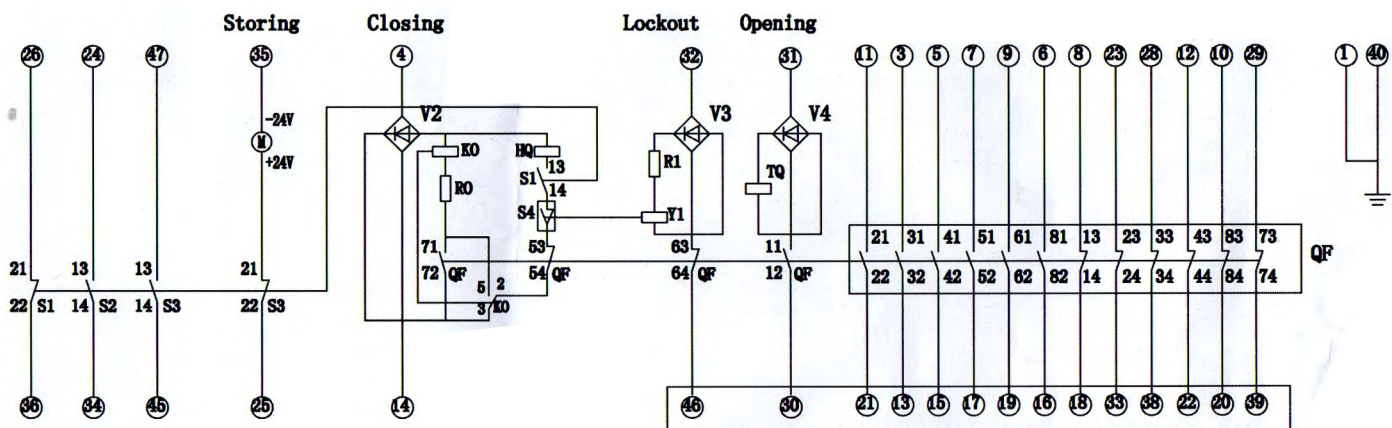 Storing Closing Lockout Opening
26 24 47 35 4 32 31 11 3 5 7 9 6 8 23 28 12 10 29 1 40
-24V V2 V3 V4
M
+24V
KO HQ 13 R1 TQ
S1
RO 14
S4 Y1
71 53 63 11 21 31 41 51 61 81 13 23 33 43 83 73
QF
21 13 13 21 72 QF 54 QF 64 QF 12 QF 22 32 42 52 62 82 14 24 34 44 84 74
5 2
22 S1 14 S2 14 S3 22 S3 3 KO
36 34 45 25 14 46 30 21 13 15 17 19 16 18 33 38 22 20 39